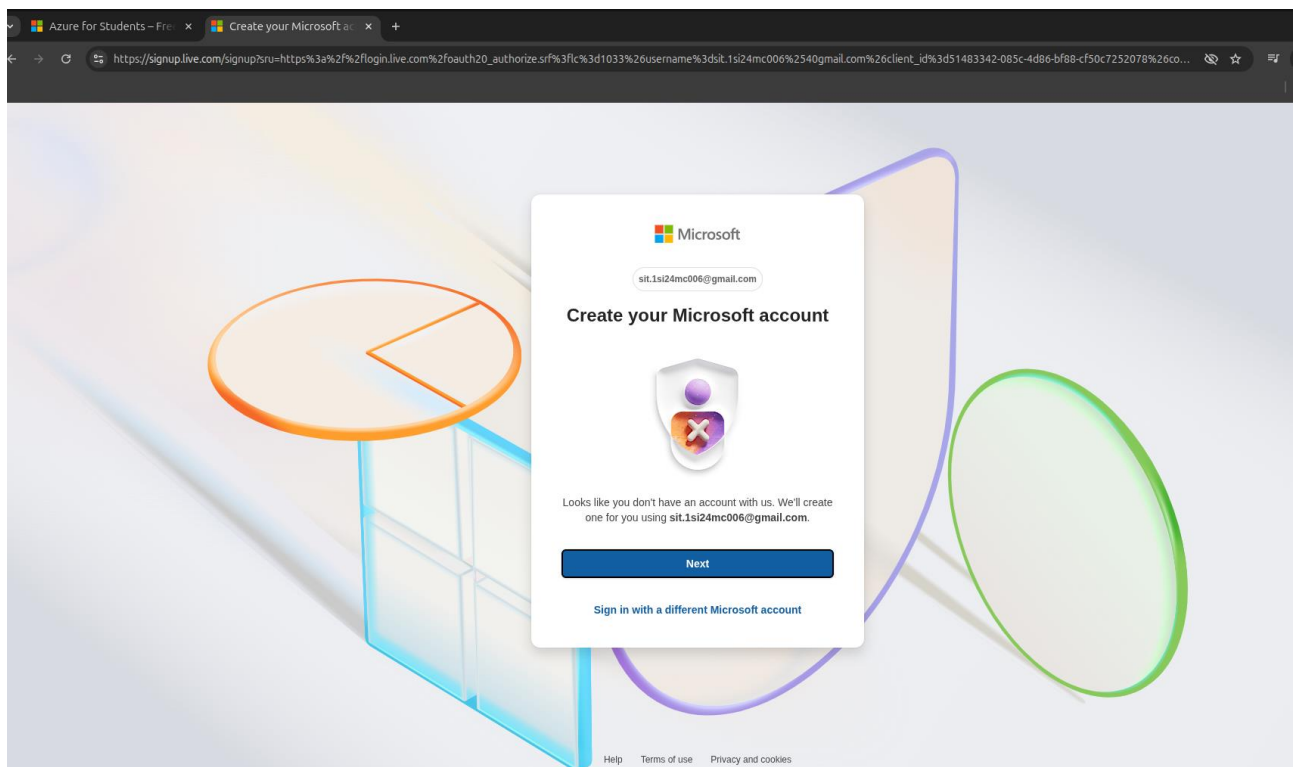 Azure for Students – Fre
Create your Microsoft ac
https://signup.live.com/signup?sru=https%3a%2f%2flogin.live.com%2foauth20_authorize.srf%3flc%3d1033%26username%3dsit.1si24mc006%2540gmail.com%26client_id%3d51483342-085c-4d86-bf88-cf50c7252078%26co...
Microsoft
sit.1si24mc006@gmail.com
Create your Microsoft account
Looks like you don't have an account with us. We'll create
one for you using sit.1si24mc006@gmail.com.
Next
Sign in with a different Microsoft account
Help Terms of use Privacy and cookies